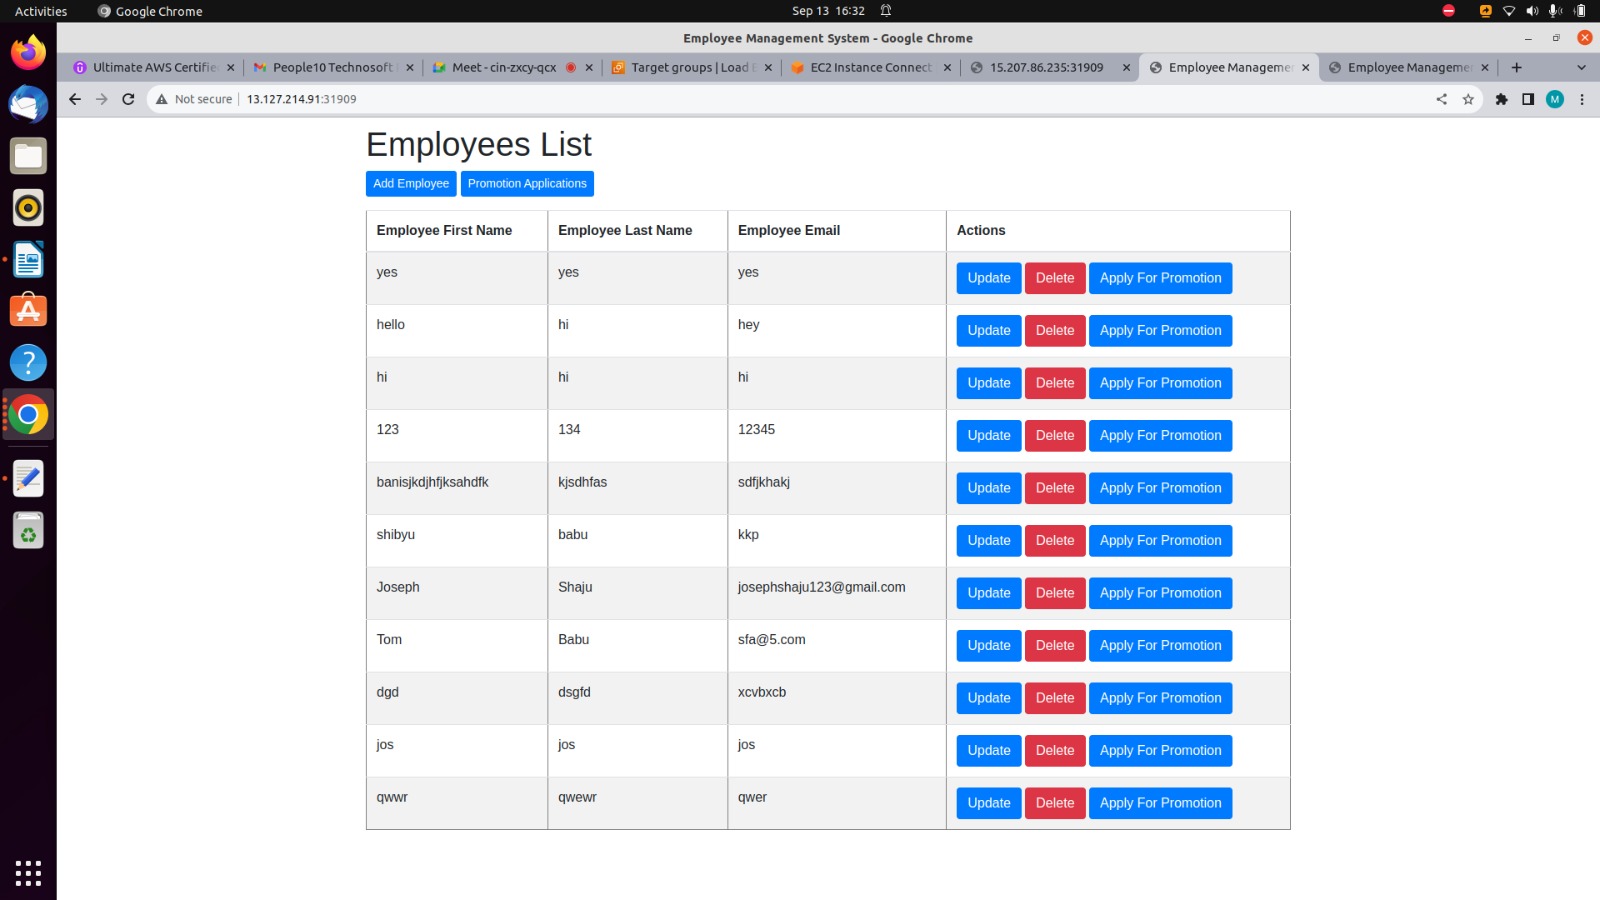 Activities Google Chrome Sep 13 16:32
Employee Management System - Google Chrome
Ultimate AWS Certifie People10 Technosoft Meet - cin-zxcy-qcx Target groups | Load EC2 Instance Connect 15.207.86.235:31909 Employee Manageme Employee Manageme
Not secure 13.127.214.91:31909 M
Employees List
Add Employee Promotion Applications
Employee First Name Employee Last Name Employee Email Actions
yes yes yes Update Delete Apply For Promotion
hello hi hey Update Delete Apply For Promotion
hi hi hi Update Delete Apply For Promotion
123 134 12345 Update Delete Apply For Promotion
banisjkdjhfjksahdfk kjsdhfas sdfjkhakj Update Delete Apply For Promotion
shibyu babu kkp Update Delete Apply For Promotion
Joseph Shaju josephshaju123@gmail.com Update Delete Apply For Promotion
Tom Babu sfa@5.com Update Delete Apply For Promotion
dgd dsgfd xcvbxcb Update Delete Apply For Promotion
jos jos jos Update Delete Apply For Promotion
qwwr qwewr qwer Update Delete Apply For Promotion